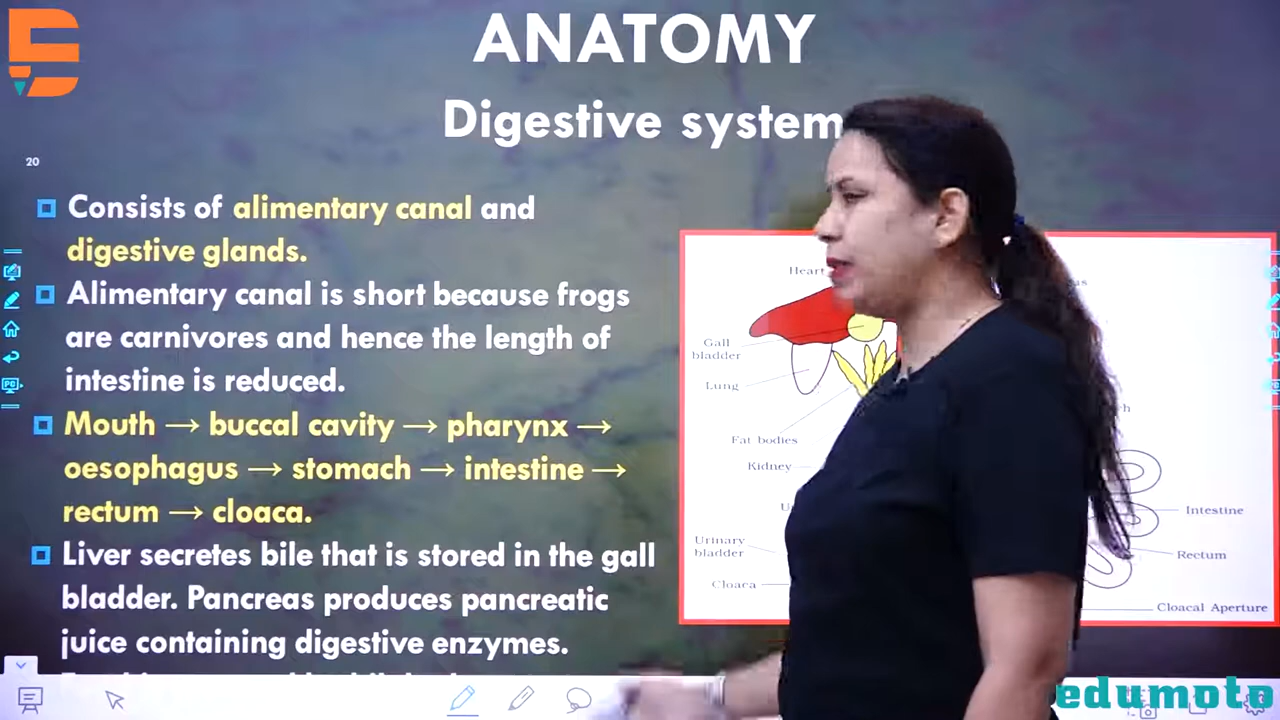 ANATOMY
Digestive system
20
Consists of alimentary canal and
digestive glands.
Alimentary canal is short because frogs
are carnivores and hence the length of
intestine is reduced.
Mouth → buccal cavity → pharynx →
oesophagus → stomach → intestine →
rectum → cloaca.
Liver secretes bile that is stored in the gall
bladder. Pancreas produces pancreatic
juice containing digestive enzymes.
Heart
Gall
bladder
Lung
Fat bodies
Kidney
Urinary
bladder
Cloaca
Intestine
Rectum
Cloacal Aperture
edumoto